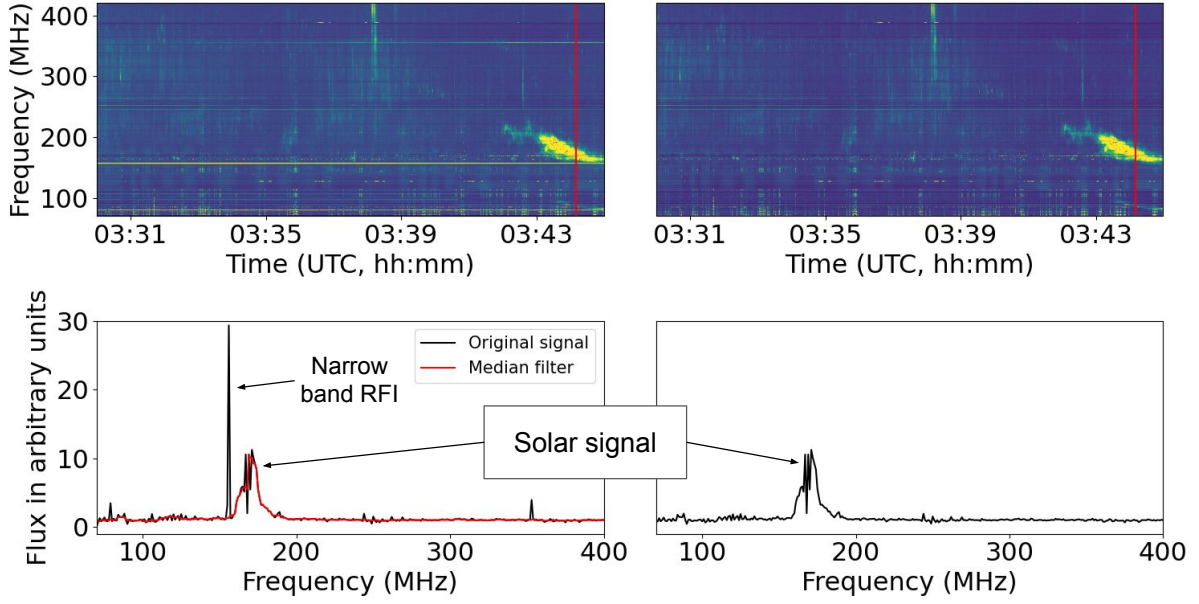 Frequency (MHz)
400
300
200
100
03:31 03:35 03:39 03:43
Time (UTC, hh:mm)
03:31 03:35 03:39 03:43
Time (UTC, hh:mm)
Flux in arbitrary units
30
20
10
0
Original signal
Median filter
Narrow
band RFI
Solar signal
100 200 300 400
Frequency (MHz)
100 200 300 400
Frequency (MHz)